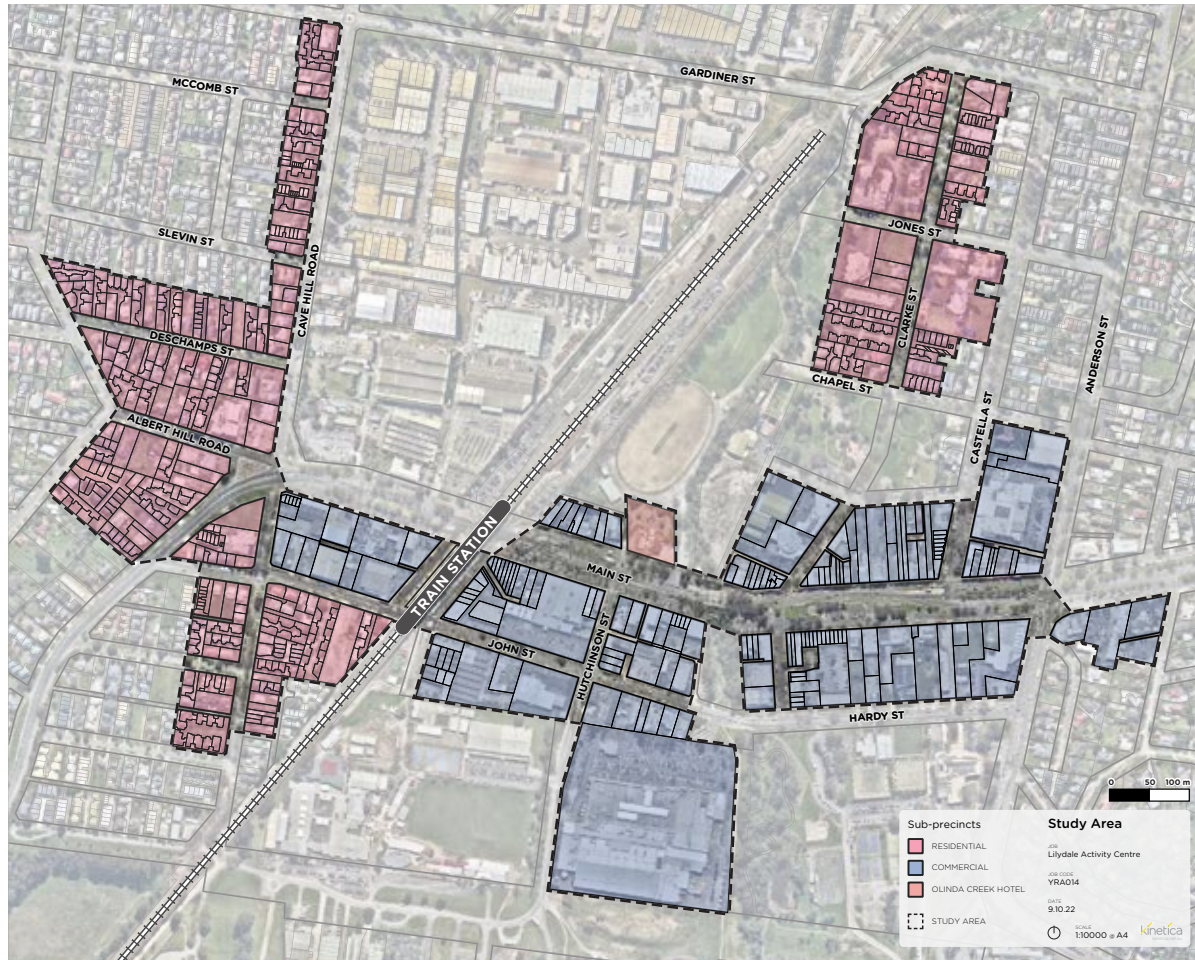 GARDINER ST
MCCOMB ST
JONES ST
SLEVIN ST
CAVE HILL ROAD
CLARKE ST
DESCHAMPS ST
ANDERSON ST
CHAPEL ST
CASTELLA ST
ALBERT HILL ROAD
TRAIN STATION
MAIN ST
JOHN ST
HUTCHINSON ST
HARDY ST
0 50 100 m
Sub-precincts
RESIDENTIAL
COMMERCIAL
OLINDA CREEK HOTEL
STUDY AREA
Study Area
JOB
Lilydale Activity Centre
JOB CODE
YRA014
DATE
9.10.22
SCALE
1:10000 @ A4
kinetica